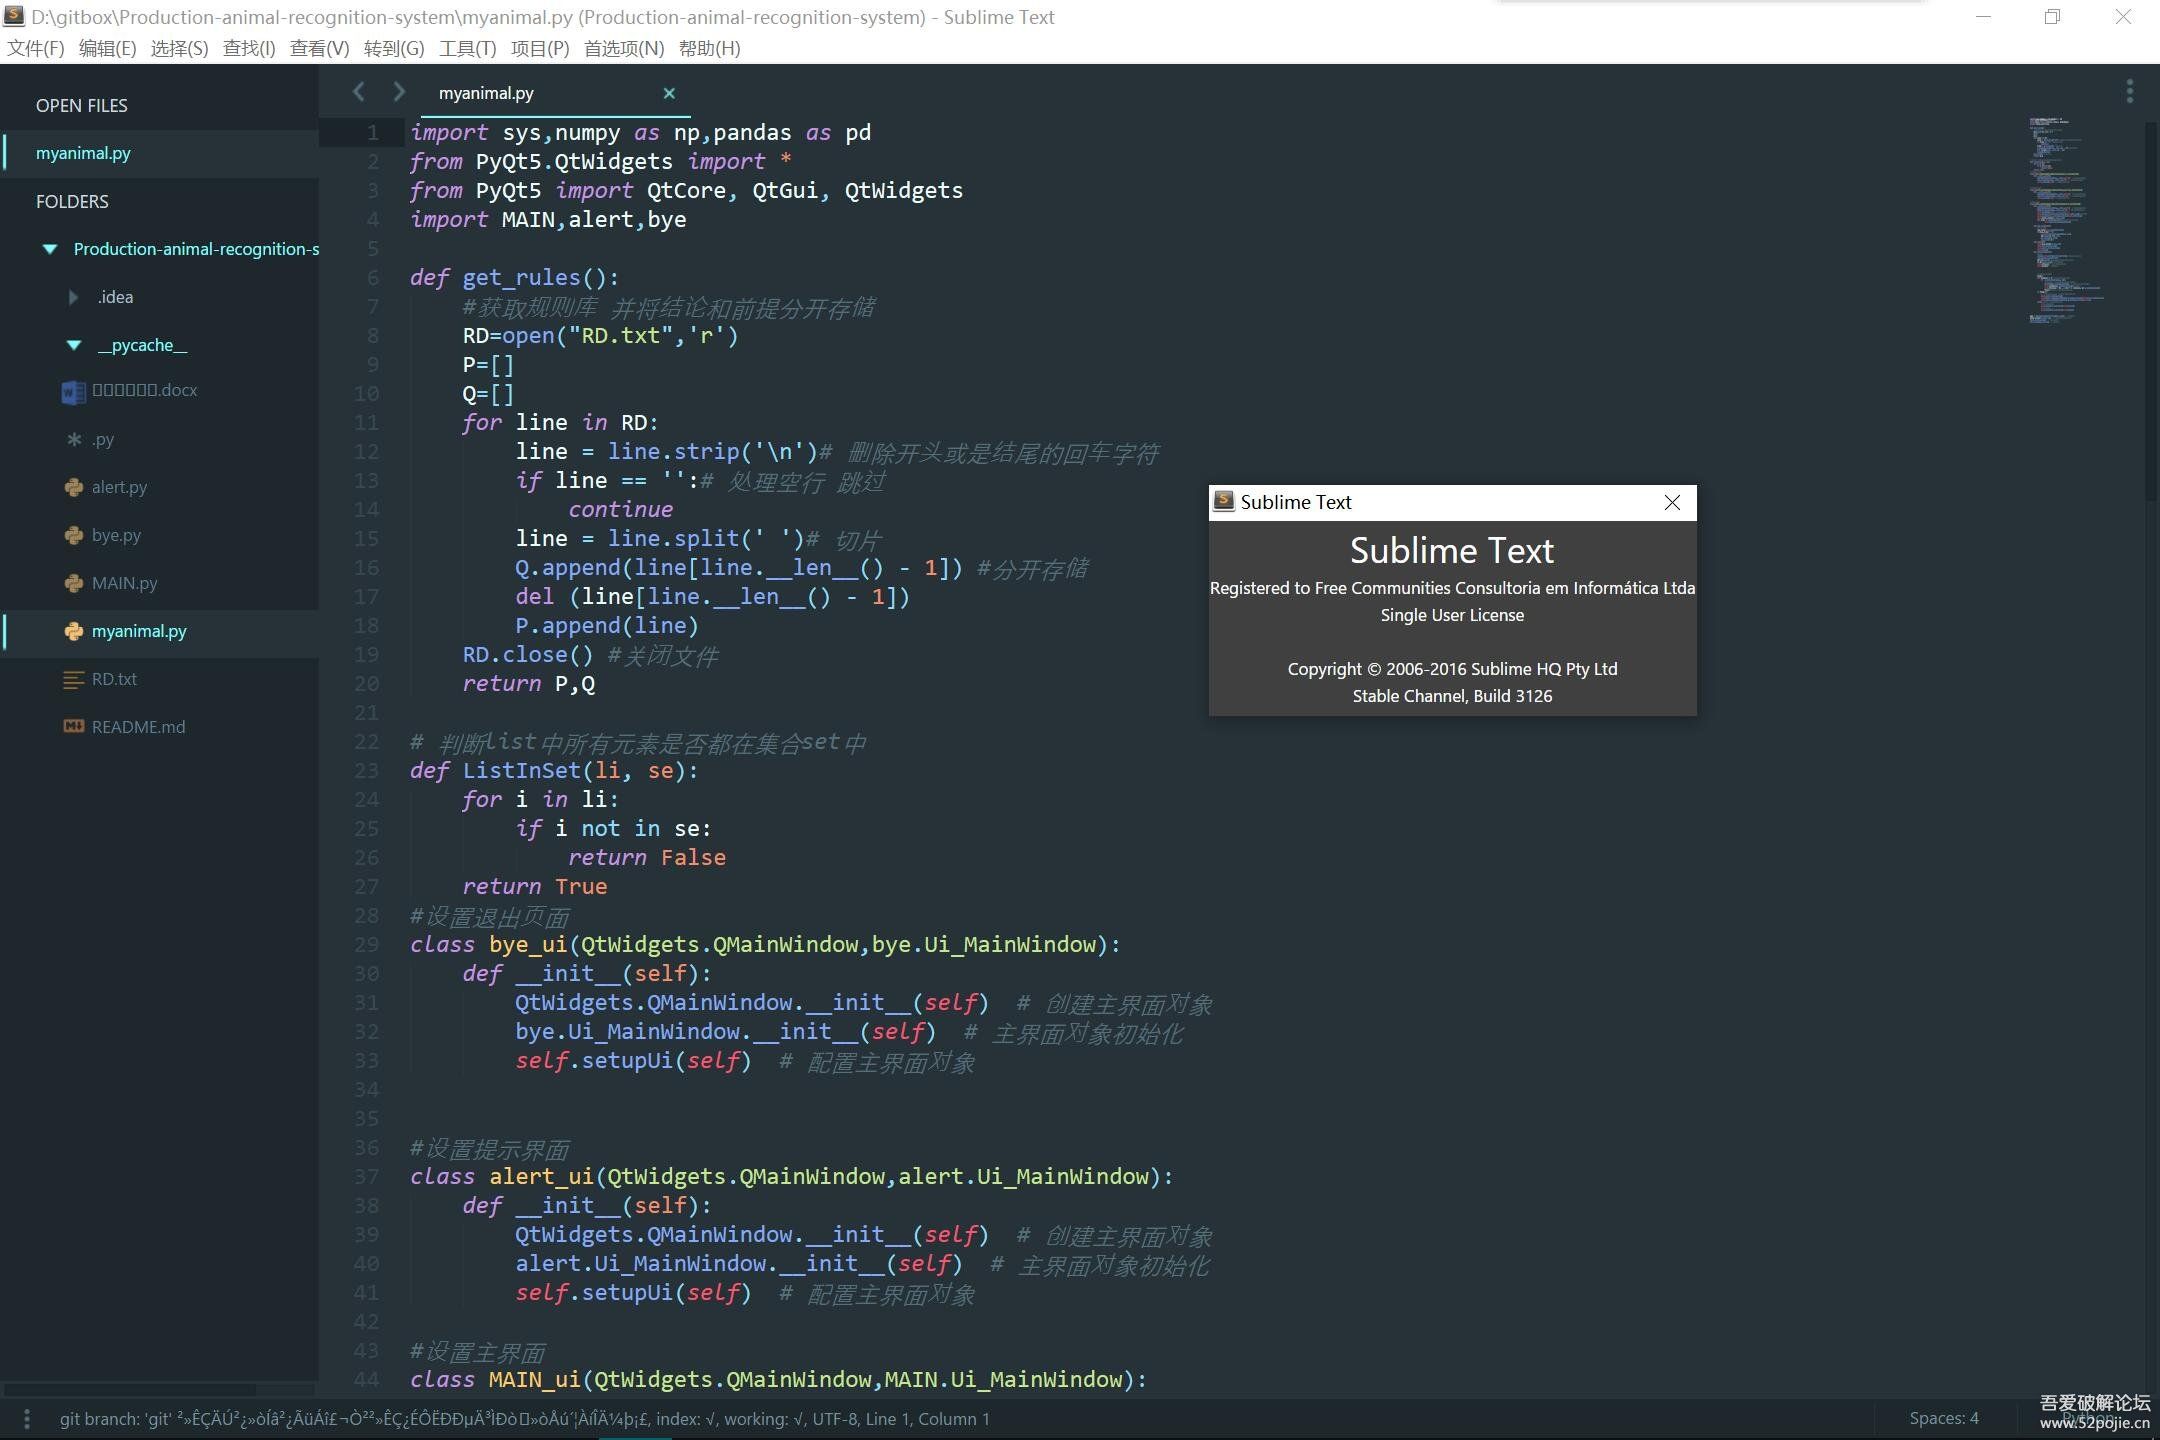 D:\gitbox\Production-animal-recognition-system\myanimal.py (Production-animal-recognition-system) - Sublime Text
文件(F) 编辑(E) 选择(S) 查找(I) 查看(V) 转到(G) 工具(T) 项目(P) 首选项(N) 帮助(H)
OPEN FILES
myanimal.py
FOLDERS
Production-animal-recognition-s
.idea
__pycache__
.docx
.py
alert.py
bye.py
MAIN.py
myanimal.py
RD.txt
README.md
myanimal.py
1 import sys,numpy as np,pandas as pd
2 from PyQt5.QtWidgets import *
3 from PyQt5 import QtCore, QtGui, QtWidgets
4 import MAIN,alert,bye
5
6 def get_rules():
7 #获取规则库 并将结论和前提分开存储
8 RD=open("RD.txt",'r')
9 P=[]
10 Q=[]
11 for line in RD:
12 line = line.strip('\n')# 删除开头或是结尾的回车字符
13 if line == '':# 处理空行 跳过
14 continue
15 line = line.split(' ')# 切片
16 Q.append(line[line.__len__() - 1]) #分开存储
17 del (line[line.__len__() - 1])
18 P.append(line)
19 RD.close() #关闭文件
20 return P,Q
21
22 # 判断list中所有元素是否都在集合set中
23 def ListInSet(li, se):
24 for i in li:
25 if i not in se:
26 return False
27 return True
28 #设置退出页面
29 class bye_ui(QtWidgets.QMainWindow,bye.Ui_MainWindow):
30 def __init__(self):
31 QtWidgets.QMainWindow.__init__(self) # 创建主界面对象
32 bye.Ui_MainWindow.__init__(self) # 主界面对象初始化
33 self.setupUi(self) # 配置主界面对象
34
35
36 #设置提示界面
37 class alert_ui(QtWidgets.QMainWindow,alert.Ui_MainWindow):
38 def __init__(self):
39 QtWidgets.QMainWindow.__init__(self) # 创建主界面对象
40 alert.Ui_MainWindow.__init__(self) # 主界面对象初始化
41 self.setupUi(self) # 配置主界面对象
42
43 #设置主界面
44 class MAIN_ui(QtWidgets.QMainWindow,MAIN.Ui_MainWindow):
Sublime Text
Sublime Text
Registered to Free Communities Consultoria em Informática Ltda
Single User License
Copyright © 2006-2016 Sublime HQ Pty Ltd
Stable Channel, Build 3126
git branch: 'git' index: √, working: √, UTF-8, Line 1, Column 1
Spaces: 4
Python
吾爱破解论坛
www.52pojie.cn